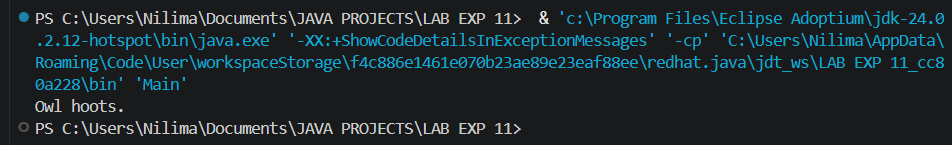 PS C:\Users\Nilima\Documents\JAVA PROJECTS\LAB EXP 11>  & 'c:\Program Files\Eclipse Adoptium\jdk-24.0
.2.12-hotspot\bin\java.exe' '-XX:+ShowCodeDetailsInExceptionMessages' '-cp' 'C:\Users\Nilima\AppData\
Roaming\Code\User\workspaceStorage\f4c886e1461e070b23ae89e23eaf88ee\redhat.java\jdt_ws\LAB EXP 11_cc8
0a228\bin' 'Main'
Owl hoots.
PS C:\Users\Nilima\Documents\JAVA PROJECTS\LAB EXP 11>